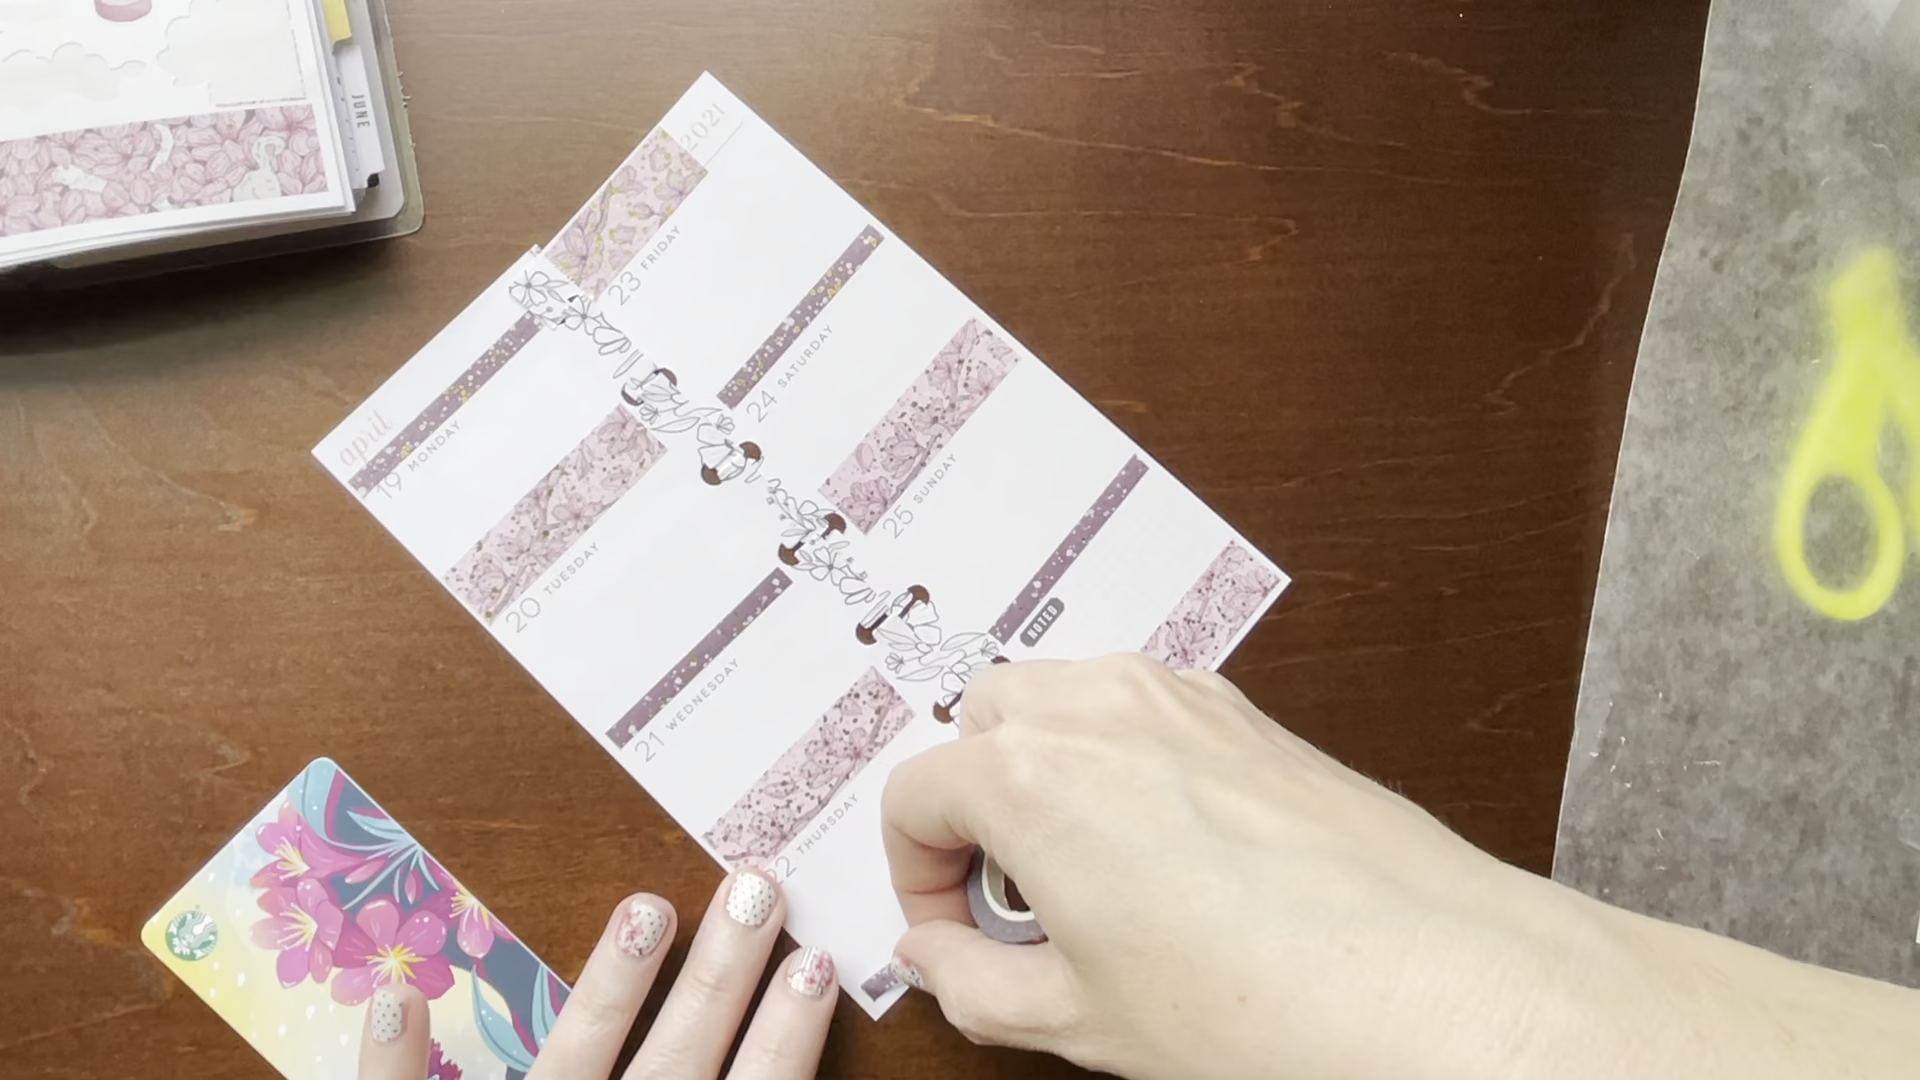 JUNE
april
2021
19 MONDAY
20 TUESDAY
21 WEDNESDAY
22 THURSDAY
23 FRIDAY
24 SATURDAY
25 SUNDAY
NOTED